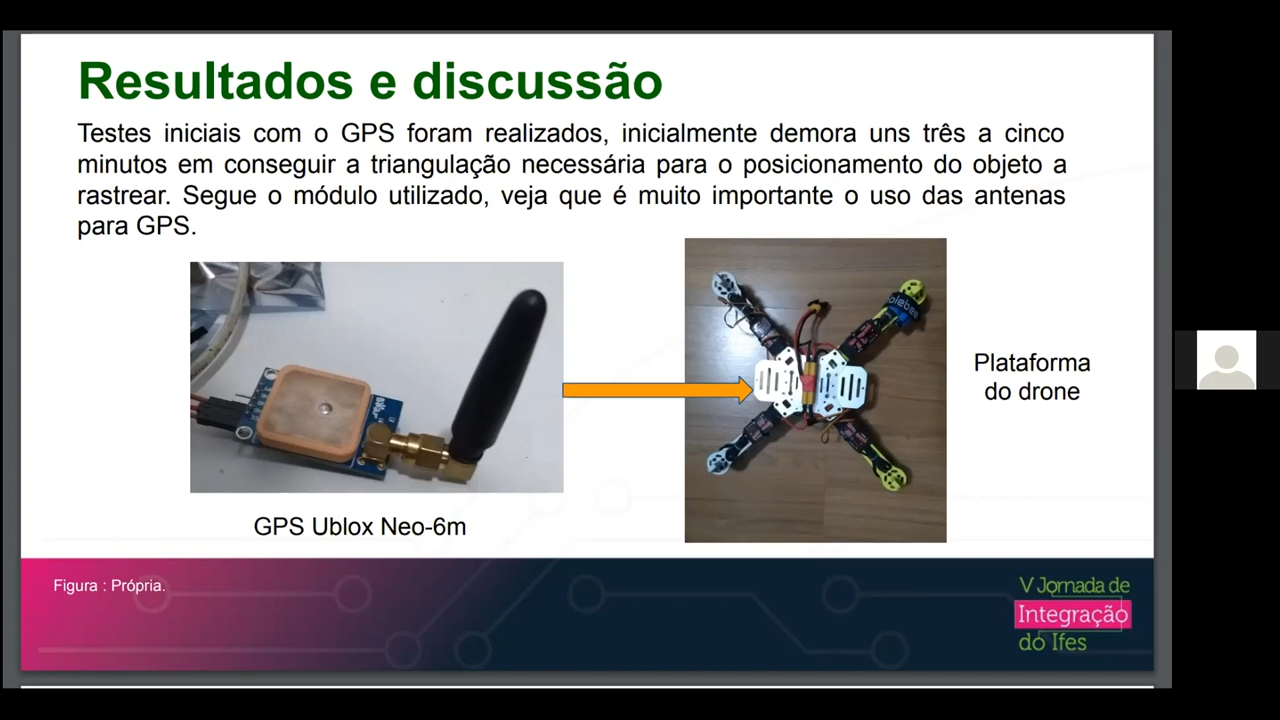 Resultados e discussão
Testes iniciais com o GPS foram realizados, inicialmente demora uns três a cinco
minutos em conseguir a triangulação necessária para o posicionamento do objeto a
rastrear. Segue o módulo utilizado, veja que é muito importante o uso das antenas
para GPS.
Plataforma
do drone
GPS Ublox Neo-6m
Figura : Própria.
V Jornada de
Integração
do Ifes